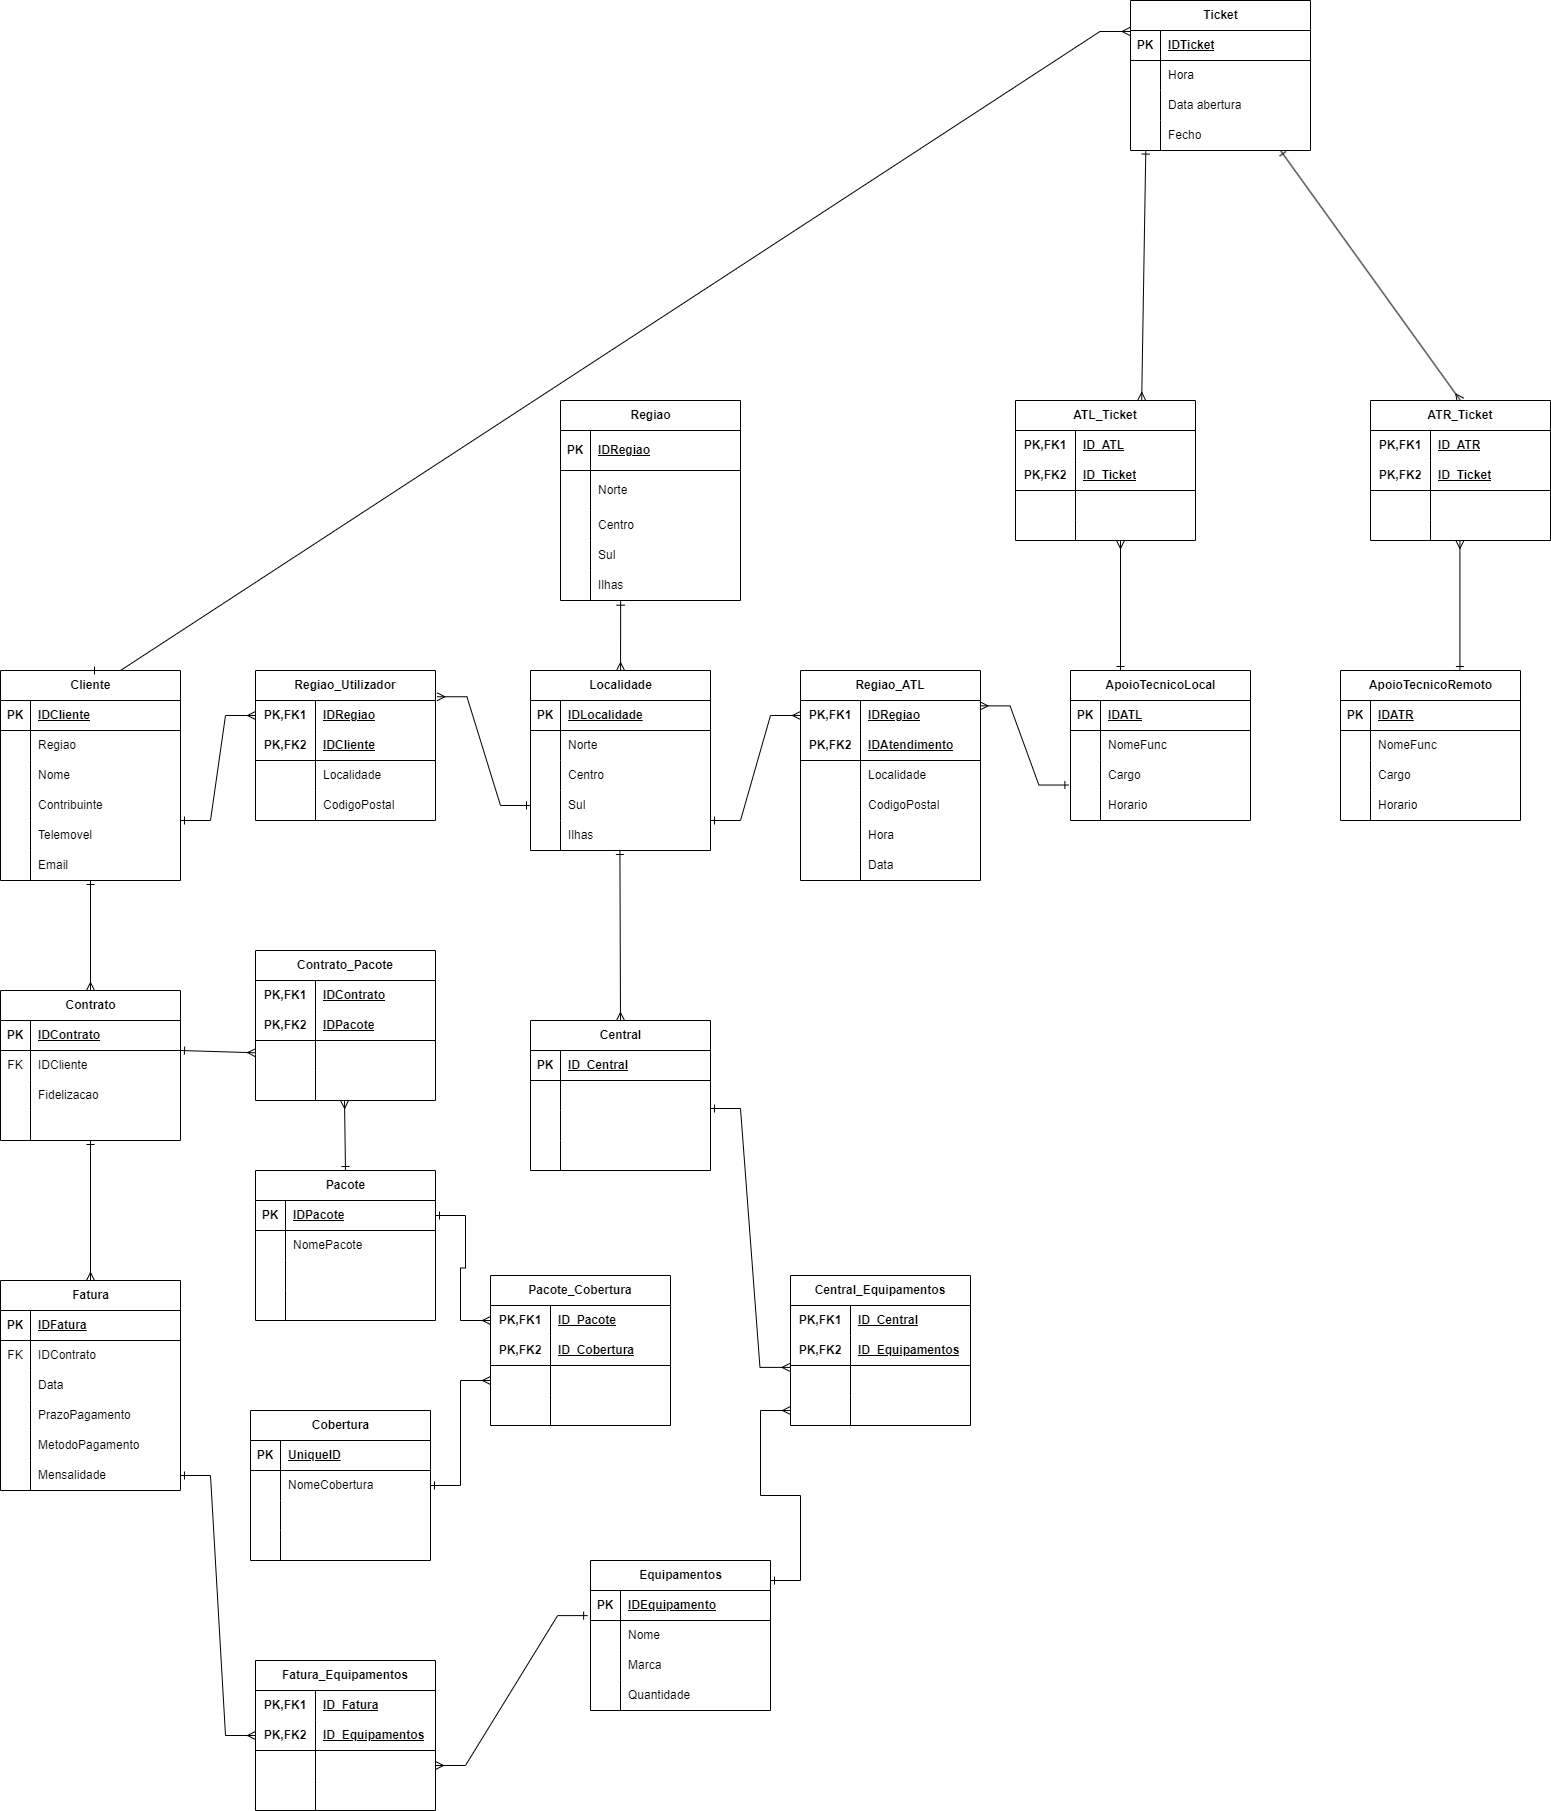 Ticket
PK IDTicket
Hora
Data abertura
Fecho
Regiao
PK IDRegiao
Norte
Centro
Sul
Ilhas
ATL_Ticket
PK,FK1 ID_ATL
PK,FK2 ID_Ticket
ATR_Ticket
PK,FK1 ID_ATR
PK,FK2 ID_Ticket
Cliente
PK IDCliente
Regiao
Nome
Contribuinte
Telemovel
Email
Regiao_Utilizador
PK,FK1 IDRegiao
PK,FK2 IDCliente
Localidade
CodigoPostal
Localidade
PK IDLocalidade
Norte
Centro
Sul
Ilhas
Regiao_ATL
PK,FK1 IDRegiao
PK,FK2 IDAtendimento
Localidade
CodigoPostal
Hora
Data
ApoioTecnicoLocal
PK IDATL
NomeFunc
Cargo
Horario
ApoioTecnicoRemoto
PK IDATR
NomeFunc
Cargo
Horario
Contrato
PK IDContrato
FK IDCliente
Fidelizacao
Contrato_Pacote
PK,FK1 IDContrato
PK,FK2 IDPacote
Central
PK ID_Central
Pacote
PK IDPacote
NomePacote
Fatura
PK IDFatura
FK IDContrato
Data
PrazoPagamento
MetodoPagamento
Mensalidade
Pacote_Cobertura
PK,FK1 ID_Pacote
PK,FK2 ID_Cobertura
Central_Equipamentos
PK,FK1 ID_Central
PK,FK2 ID_Equipamentos
Cobertura
PK UniqueID
NomeCobertura
Equipamentos
PK IDEquipamento
Nome
Marca
Quantidade
Fatura_Equipamentos
PK,FK1 ID_Fatura
PK,FK2 ID_Equipamentos